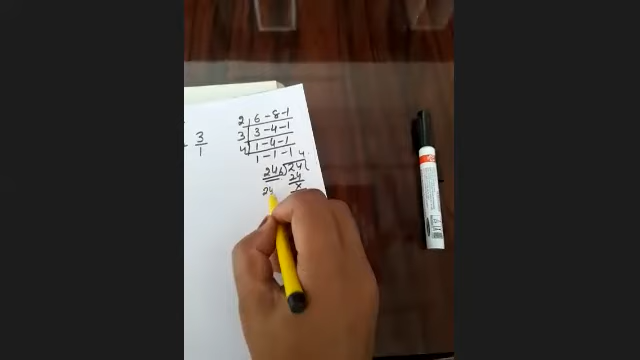 3
1
2 6 - 8 - 1
3 3 - 4 - 1
4 1 - 4 - 1
1 - 1 - 1
4
24 6 24
24
24 x